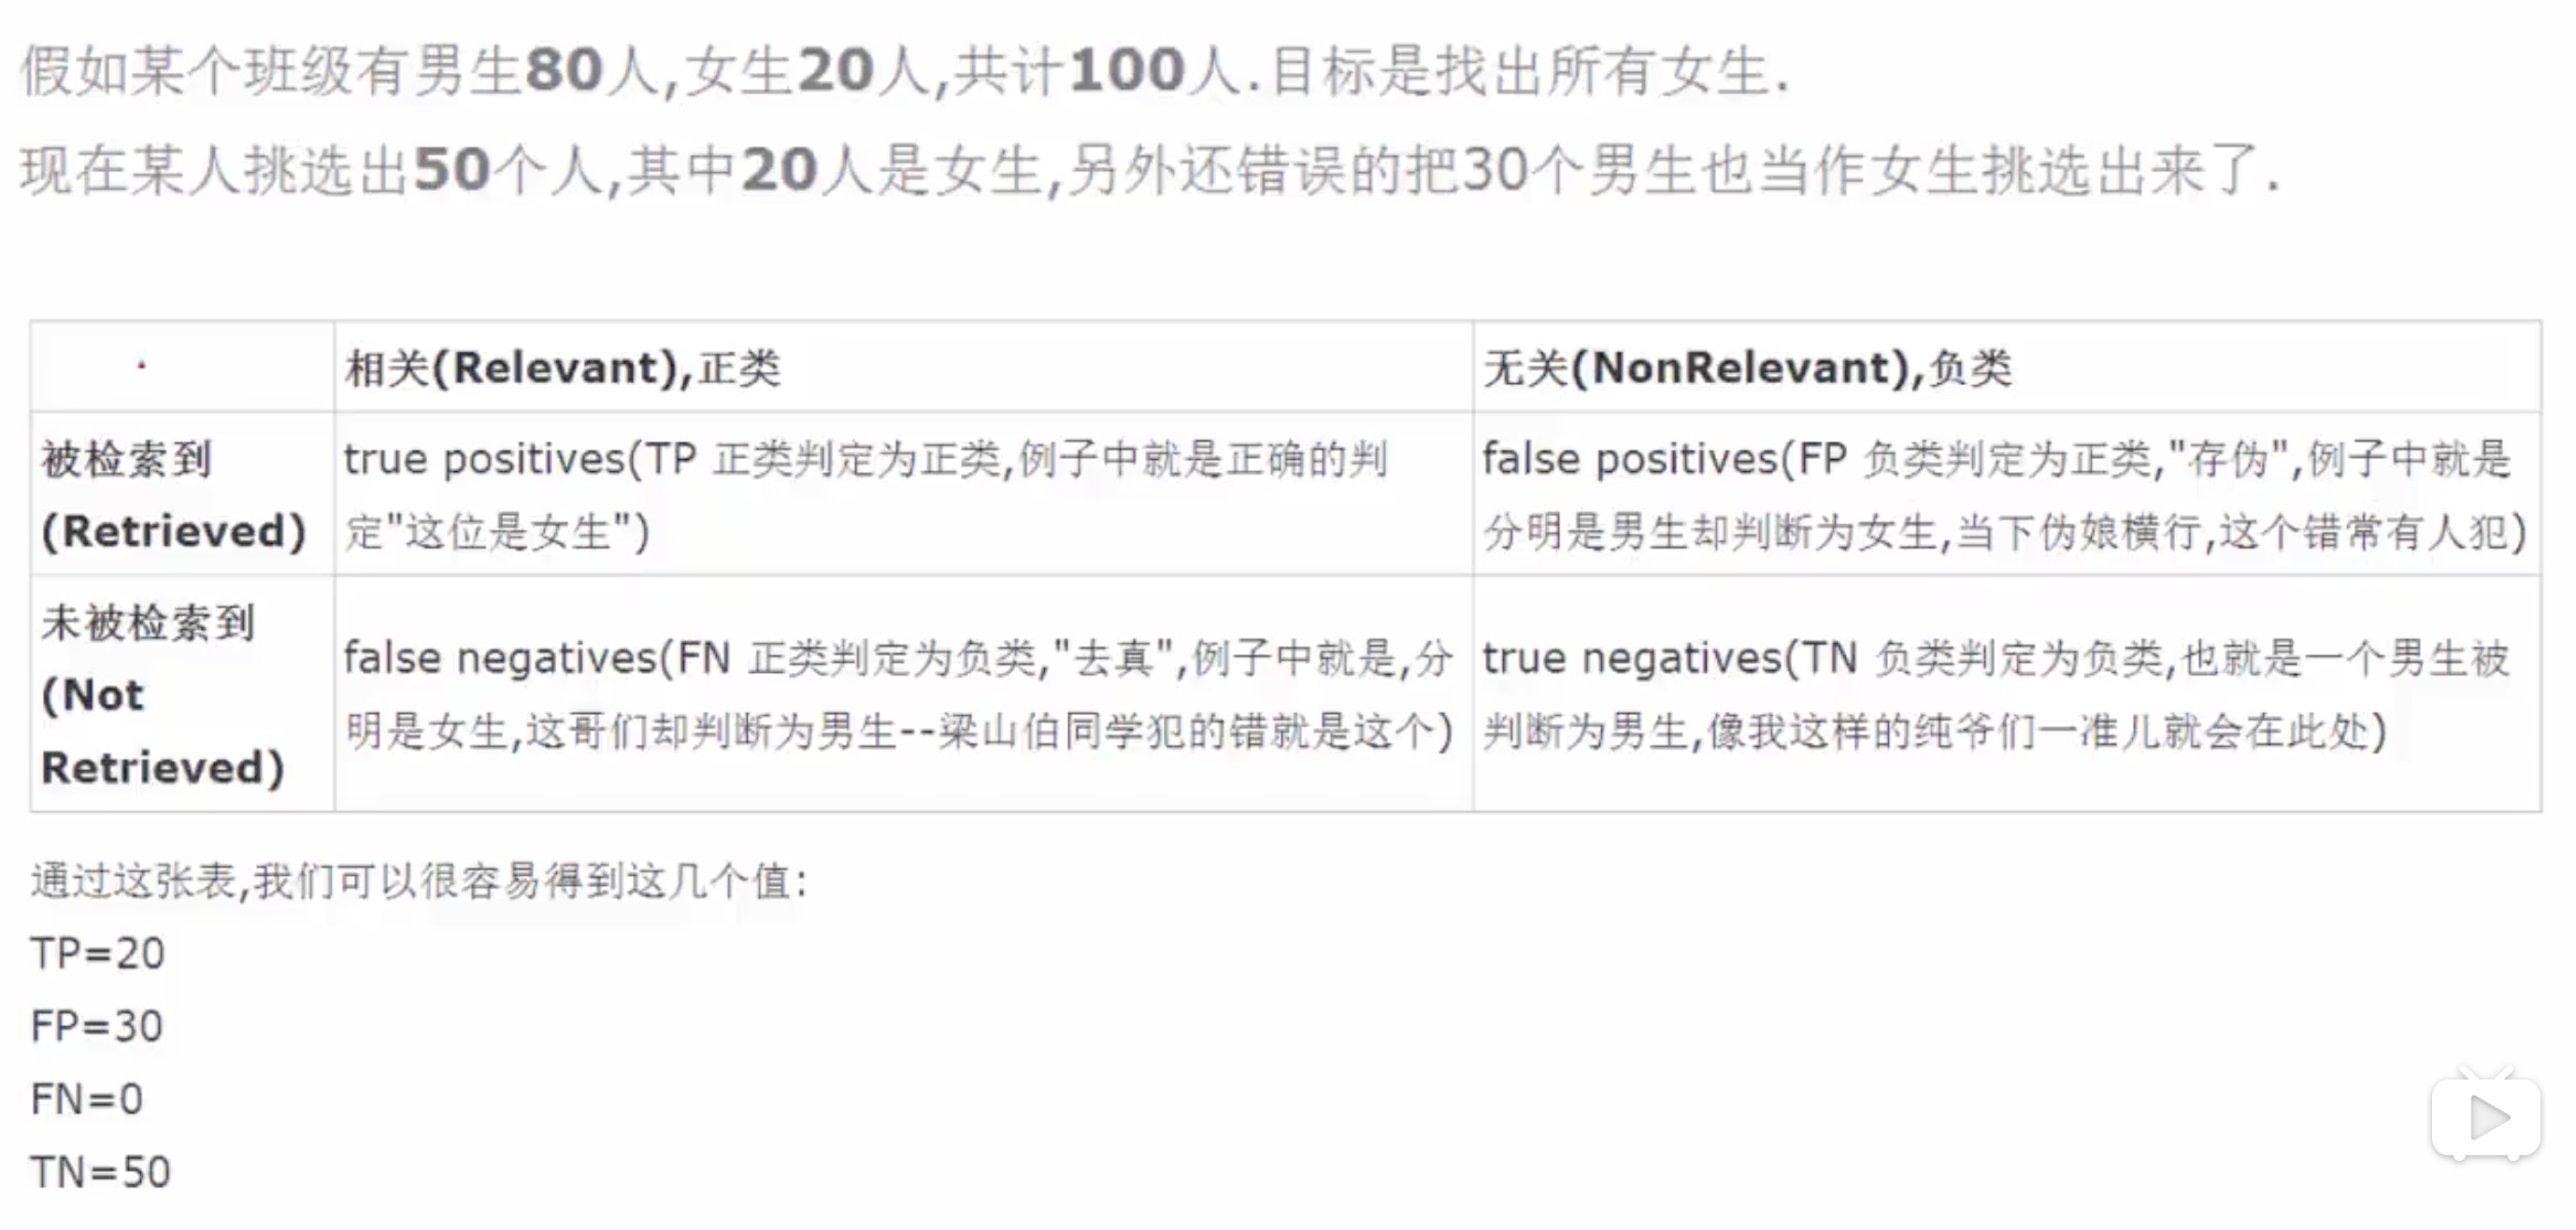 假如某个班级有男生80人,女生20人,共计100人.目标是找出所有女生.
现在某人挑选出50个人,其中20人是女生,另外还错误的把30个男生也当作女生挑选出来了.
相关(Relevant),正类
无关(NonRelevant),负类
被检索到
(Retrieved)
true positives(TP 正类判定为正类,例子中就是正确的判
定"这位是女生")
false positives(FP 负类判定为正类,"存伪",例子中就是
分明是男生却判断为女生,当下伪娘横行,这个错常有人犯)
未被检索到
(Not
Retrieved)
false negatives(FN 正类判定为负类,"去真",例子中就是,分
明是女生,这哥们却判断为男生--梁山伯同学犯的错就是这个)
true negatives(TN 负类判定为负类,也就是一个男生被
判断为男生,像我这样的纯爷们一准儿就会在此处)
通过这张表,我们可以很容易得到这几个值:
TP=20
FP=30
FN=0
TN=50